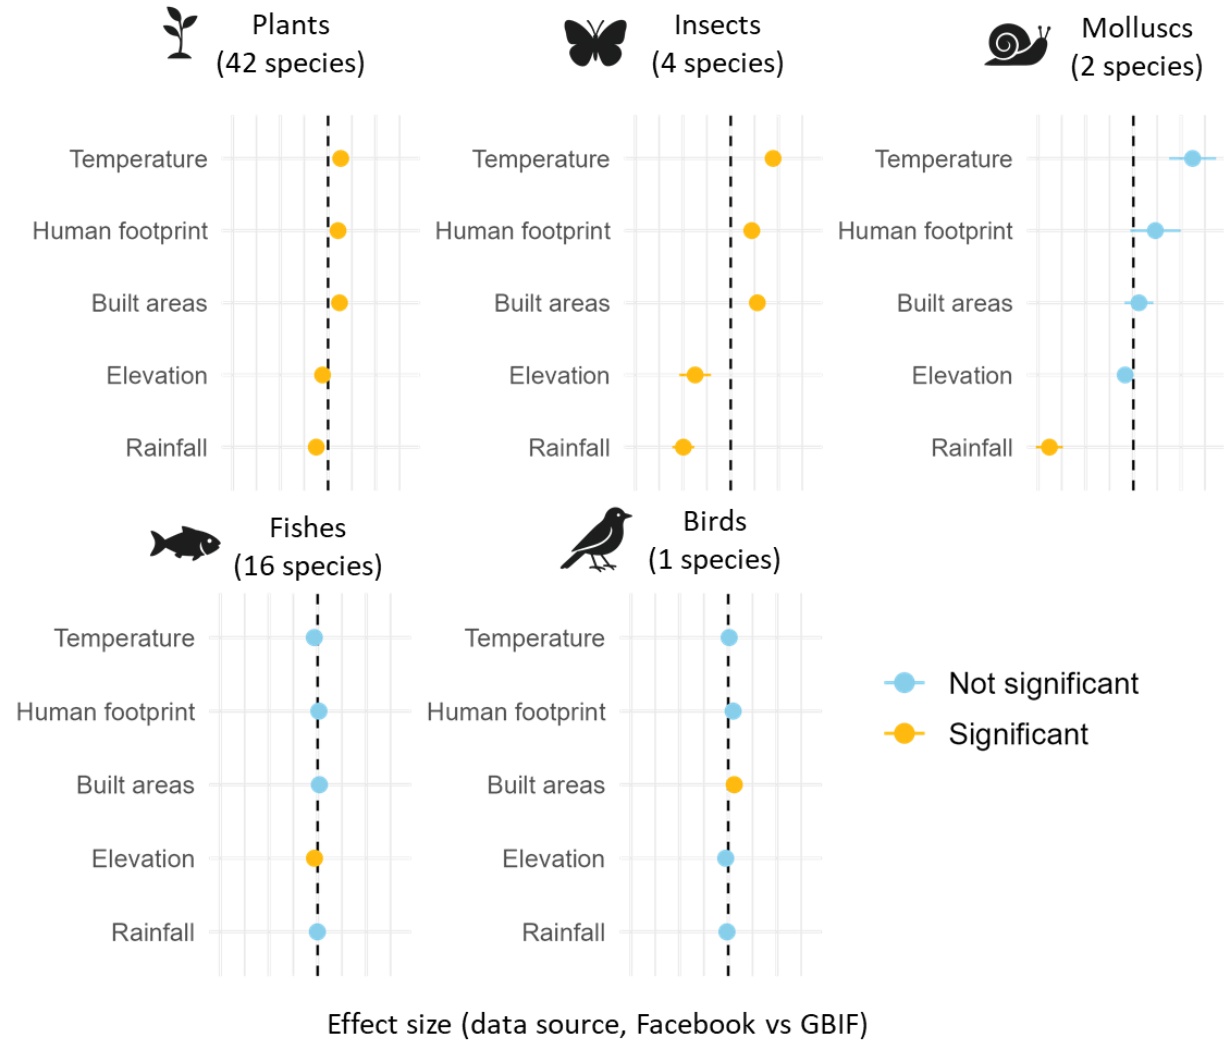 Plants
(42 species)
Insects
(4 species)
Molluscs
(2 species)
Temperature
Human footprint
Built areas
Elevation
Rainfall
Temperature
Human footprint
Built areas
Elevation
Rainfall
Temperature
Human footprint
Built areas
Elevation
Rainfall
Fishes
(16 species)
Birds
(1 species)
Temperature
Human footprint
Built areas
Elevation
Rainfall
Temperature
Human footprint
Built areas
Elevation
Rainfall
Not significant
Significant
Effect size (data source, Facebook vs GBIF)